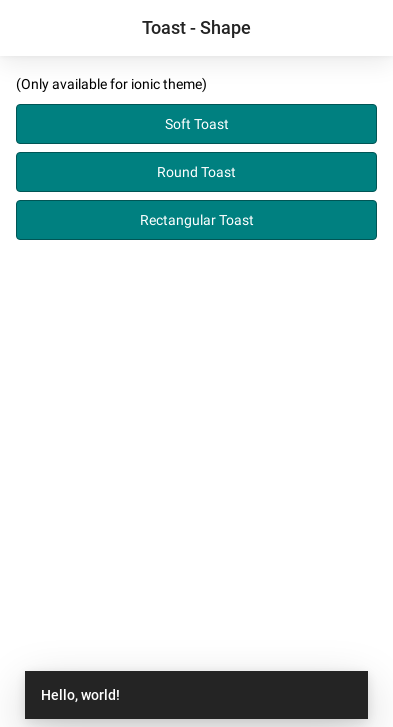 Toast - Shape
(Only available for ionic theme)
Soft Toast
Round Toast
Rectangular Toast
Hello, world!